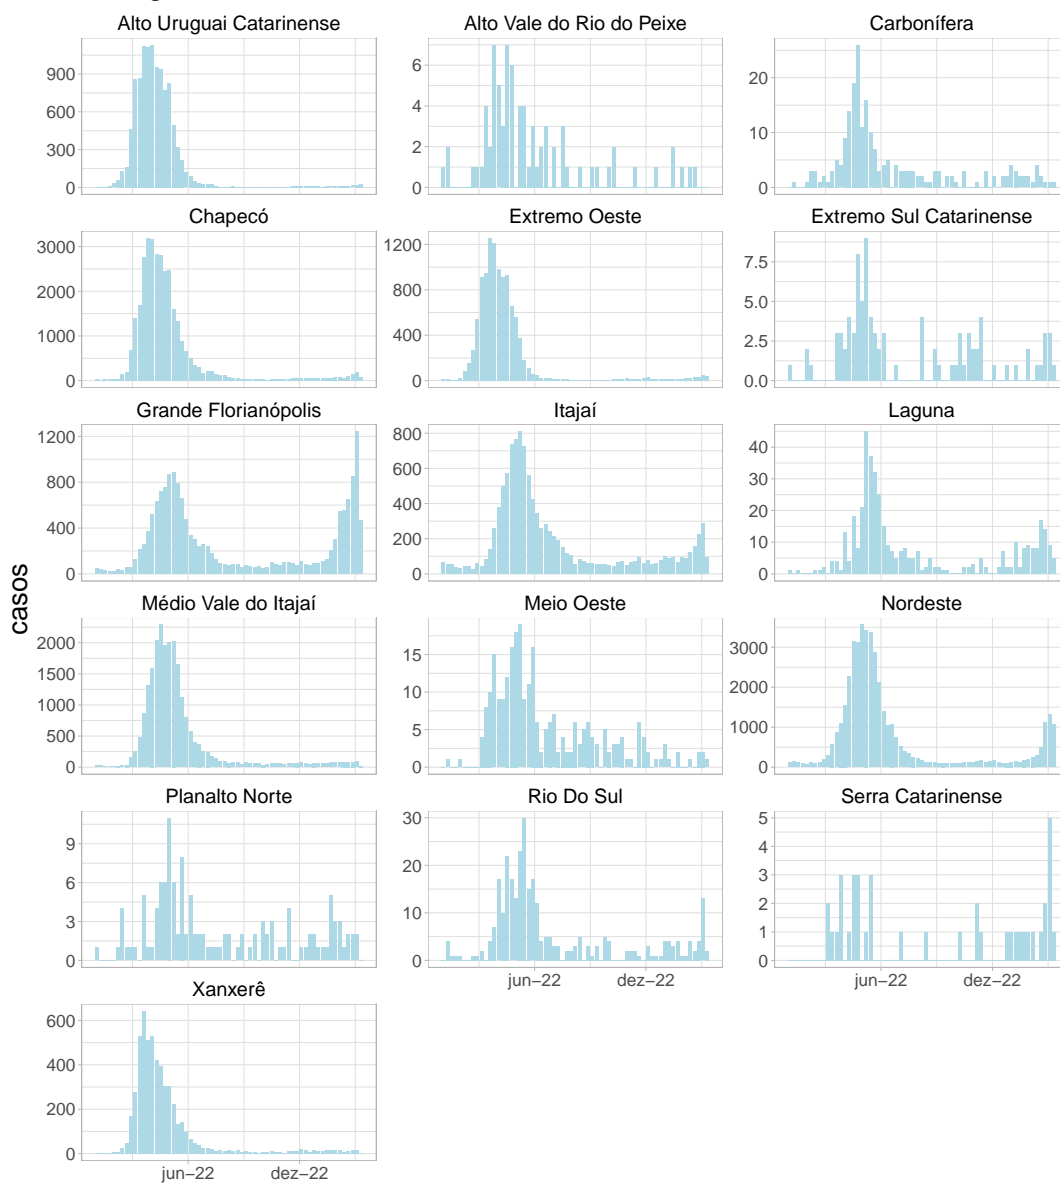 Alto Uruguai Catarinense
Alto Vale do Rio do Peixe
Carbonífera
900
600
300
0
6
4
2
0
20
10
0
Chapecó
Extremo Oeste
Extremo Sul Catarinense
3000
2000
1000
0
1200
800
400
0
7.5
5.0
2.5
0.0
Grande Florianópolis
Itajaí
Laguna
1200
800
400
0
800
600
400
200
0
40
30
20
10
0
casos
Médio Vale do Itajaí
Meio Oeste
Nordeste
2000
1500
1000
500
0
15
10
5
0
3000
2000
1000
0
Planalto Norte
Rio Do Sul
Serra Catarinense
9
6
3
0
30
20
10
0
5
4
3
2
1
0
jun–22
dez–22
jun–22
dez–22
Xanxerê
600
400
200
0
jun–22
dez–22